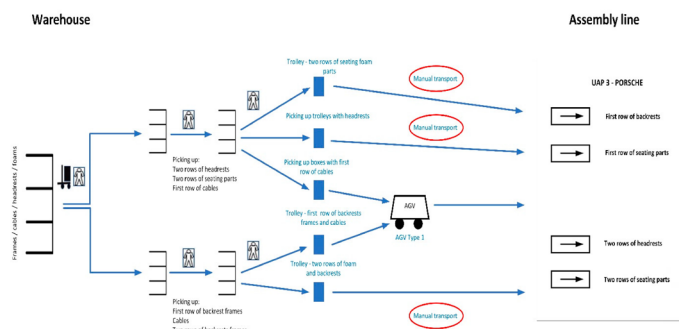 Warehouse
Assembly line
Trolley - two rows of seating foam
parts
Manual transport
UAP 3 - PORSCHE
Picking up trolleys with headrests
First row of backrests
Manual transport
First row of seating parts
Picking up:
Two rows of headrests
Two rows of seating parts
First row of cables
Picking up boxes with first
row of cables
Frames / cables / headrests / foams
AGV
AGV Type 1
Trolley - first row of backrests
frames and cables
Two rows of headrests
Trolley - two rows of foam
and backrests
Two rows of seating parts
Picking up:
First row of backrest frames
Cables
Manual transport